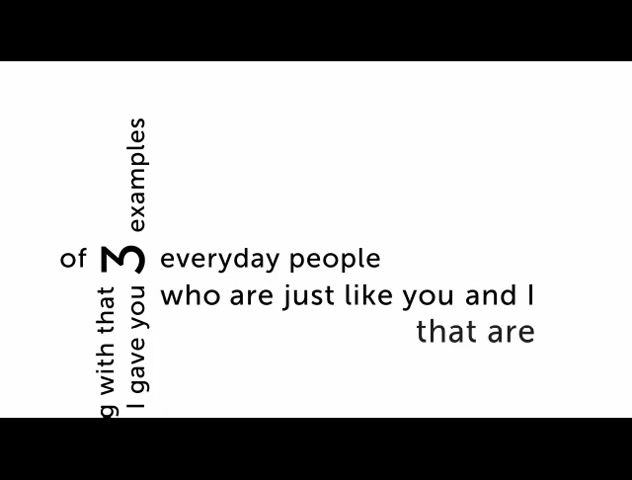 g with that
I gave you 3 examples
of everyday people
who are just like you and I
that are